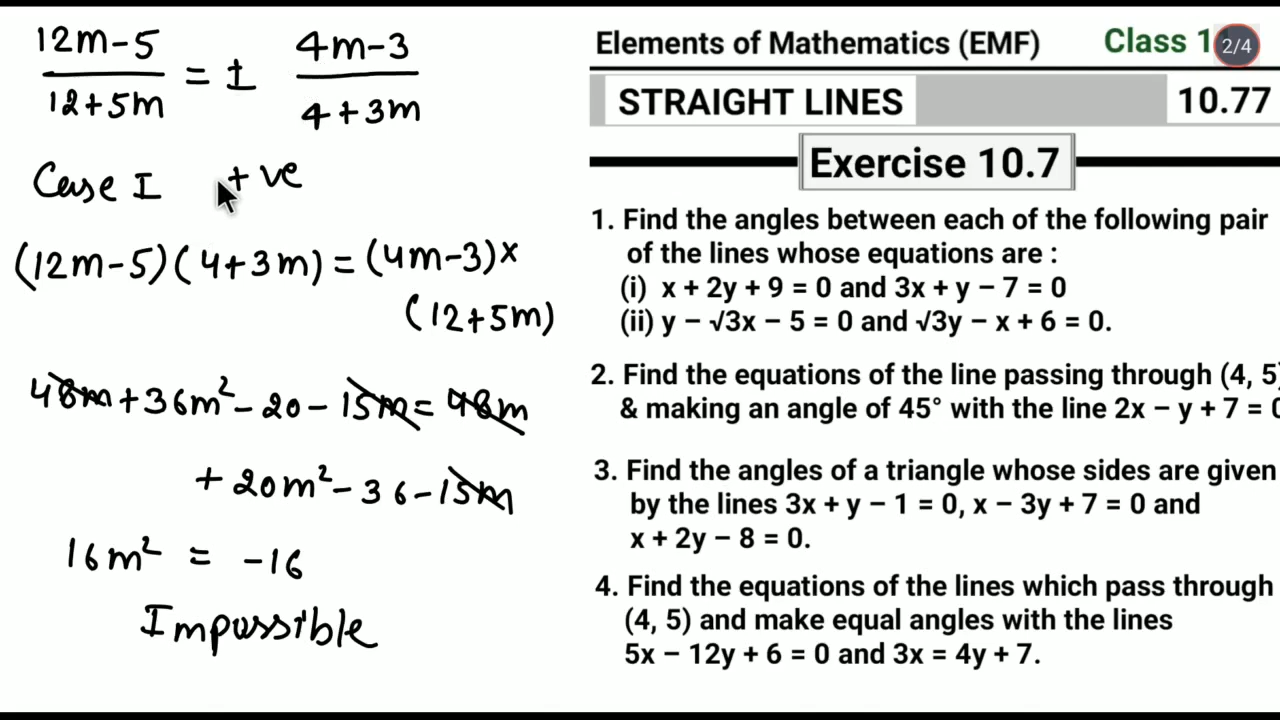 12m-5 / 12+5m = ± 4m-3 / 4+3m
Case I +ve
(12m-5)(4+3m) = (4m-3)×
(12+5m)
48m+36m²-20-15m = 48m
+20m²-36-15m
16m² = -16
Impossible
Elements of Mathematics (EMF) Class 1
2/4
STRAIGHT LINES 10.77
Exercise 10.7
1. Find the angles between each of the following pair
of the lines whose equations are :
(i) x + 2y + 9 = 0 and 3x + y – 7 = 0
(ii) y – √3x – 5 = 0 and √3y – x + 6 = 0.
2. Find the equations of the line passing through (4, 5)
& making an angle of 45° with the line 2x – y + 7 = 0
3. Find the angles of a triangle whose sides are given
by the lines 3x + y – 1 = 0, x – 3y + 7 = 0 and
x + 2y – 8 = 0.
4. Find the equations of the lines which pass through
(4, 5) and make equal angles with the lines
5x – 12y + 6 = 0 and 3x = 4y + 7.